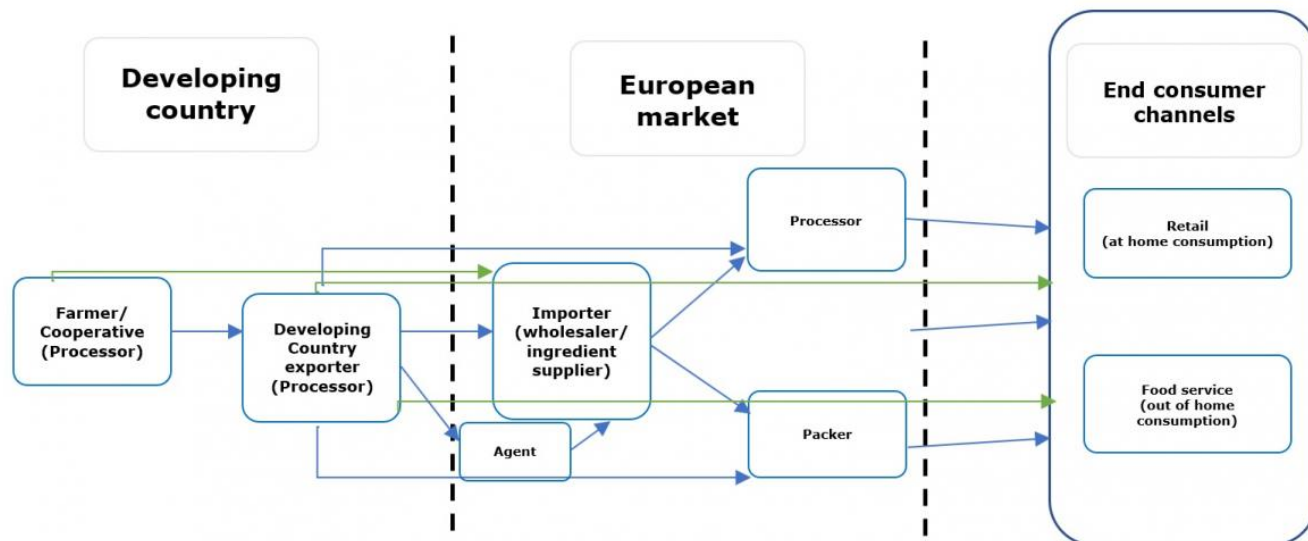 Developing
country
European
market
End consumer
channels
Processor
Retail
(at home consumption)
Farmer/
Cooperative
(Processor)
Developing
Country
exporter
(Processor)
Importer
(wholesaler/
ingredient
supplier)
Agent
Packer
Food service
(out of home
consumption)